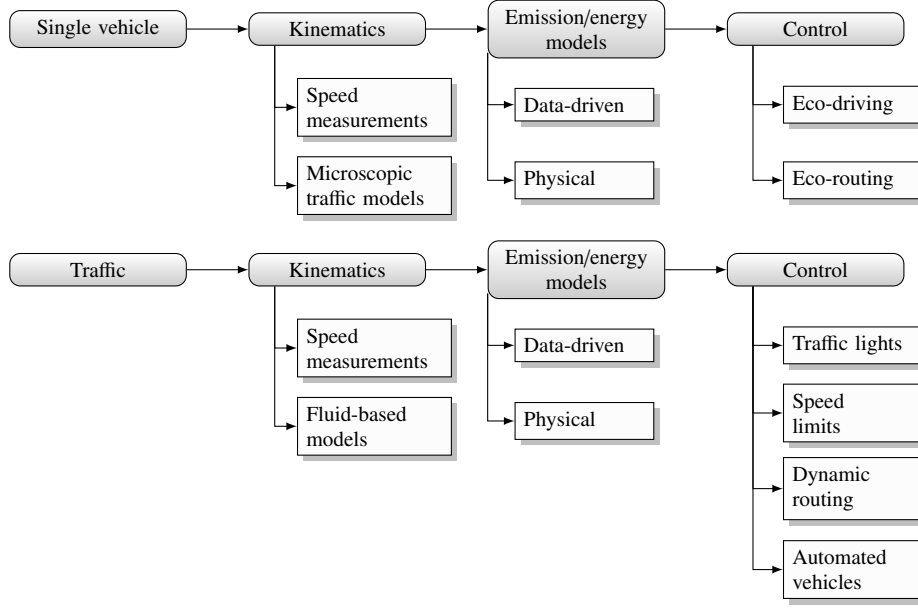 Single vehicle
Kinematics
Emission/energy
models
Control
Speed
measurements
Data-driven
Eco-driving
Microscopic
traffic models
Physical
Eco-routing
Traffic
Kinematics
Emission/energy
models
Control
Speed
measurements
Data-driven
Traffic lights
Fluid-based
models
Physical
Speed
limits
Dynamic
routing
Automated
vehicles